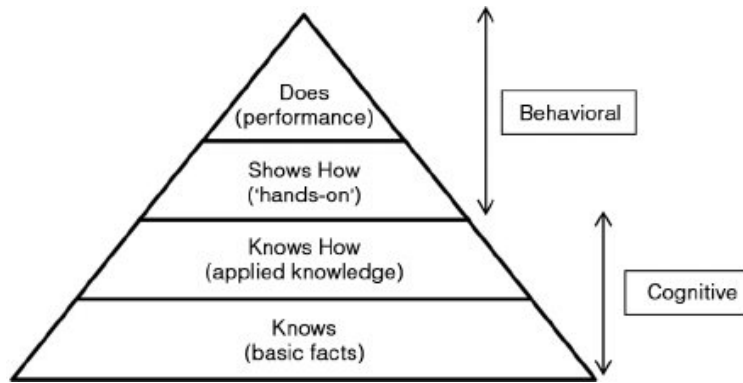 Does
(performance)
Behavioral
Shows How
('hands-on')
Knows How
(applied knowledge)
Cognitive
Knows
(basic facts)